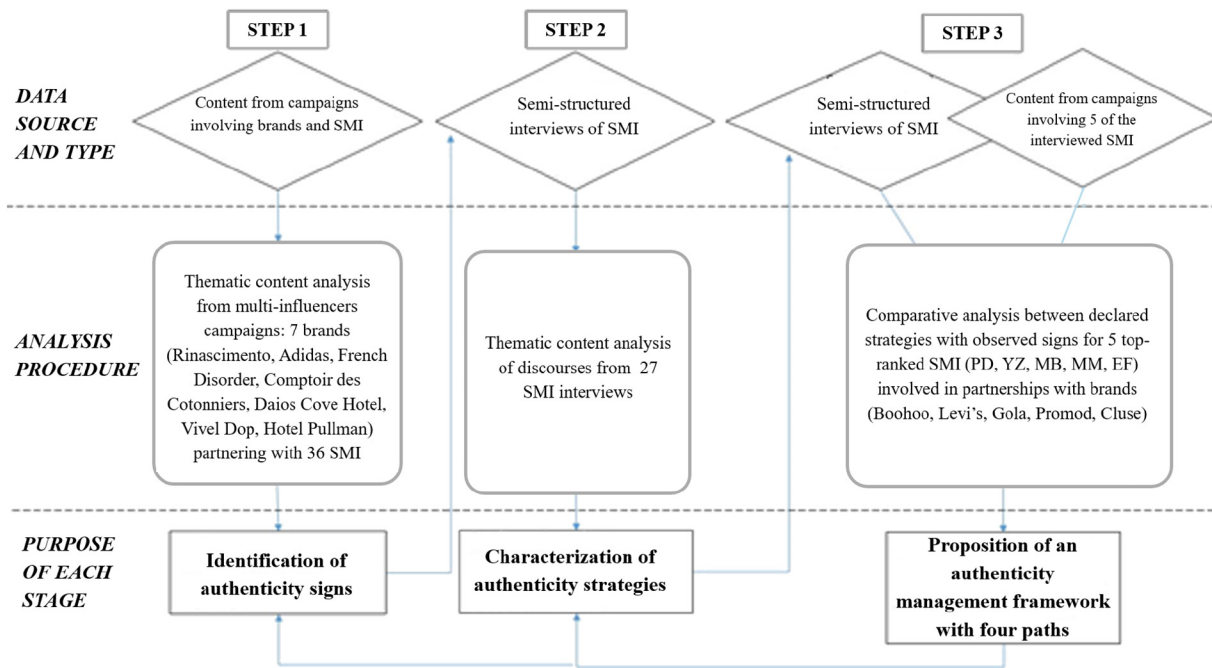 STEP 1
STEP 2
STEP 3
DATA
SOURCE
AND TYPE
Content from campaigns
involving brands and SMI
Semi-structured
interviews of SMI
Semi-structured
interviews of SMI
Content from campaigns
involving 5 of the
interviewed SMI
ANALYSIS
PROCEDURE
Thematic content analysis
from multi-influencers
campaigns: 7 brands
(Rinascimento, Adidas, French
Disorder, Comptoir des
Cotonniers, Daios Cove Hotel,
Vivel Dop, Hotel Pullman)
partnering with 36 SMI
Thematic content analysis
of discourses from 27
SMI interviews
Comparative analysis between declared
strategies with observed signs for 5 top-
ranked SMI (PD, YZ, MB, MM, EF)
involved in partnerships with brands
(Boohoo, Levi's, Gola, Promod, Cluse)
PURPOSE
OF EACH
STAGE
Identification of
authenticity signs
Characterization of
authenticity strategies
Proposition of an
authenticity
management framework
with four paths